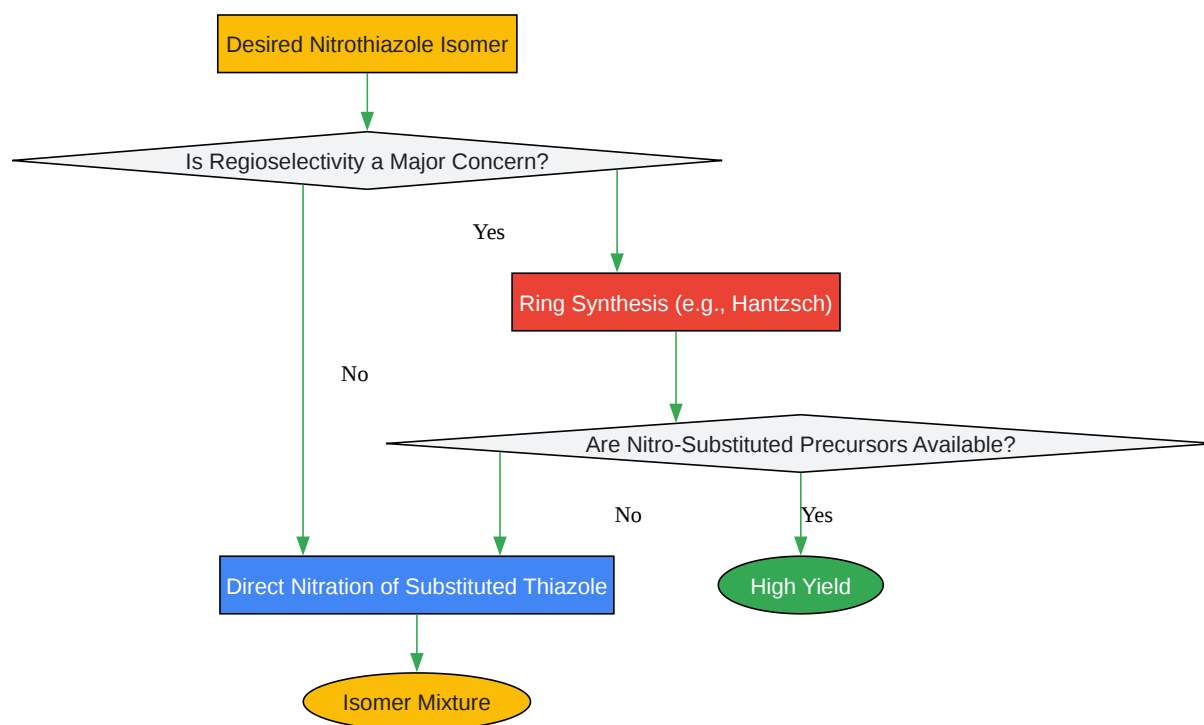 Desired Nitrothiazole Isomer
Is Regioselectivity a Major Concern?
Yes
Ring Synthesis (e.g., Hantzsch)
No
Are Nitro-Substituted Precursors Available?
No
Yes
Direct Nitration of Substituted Thiazole
High Yield
Isomer Mixture